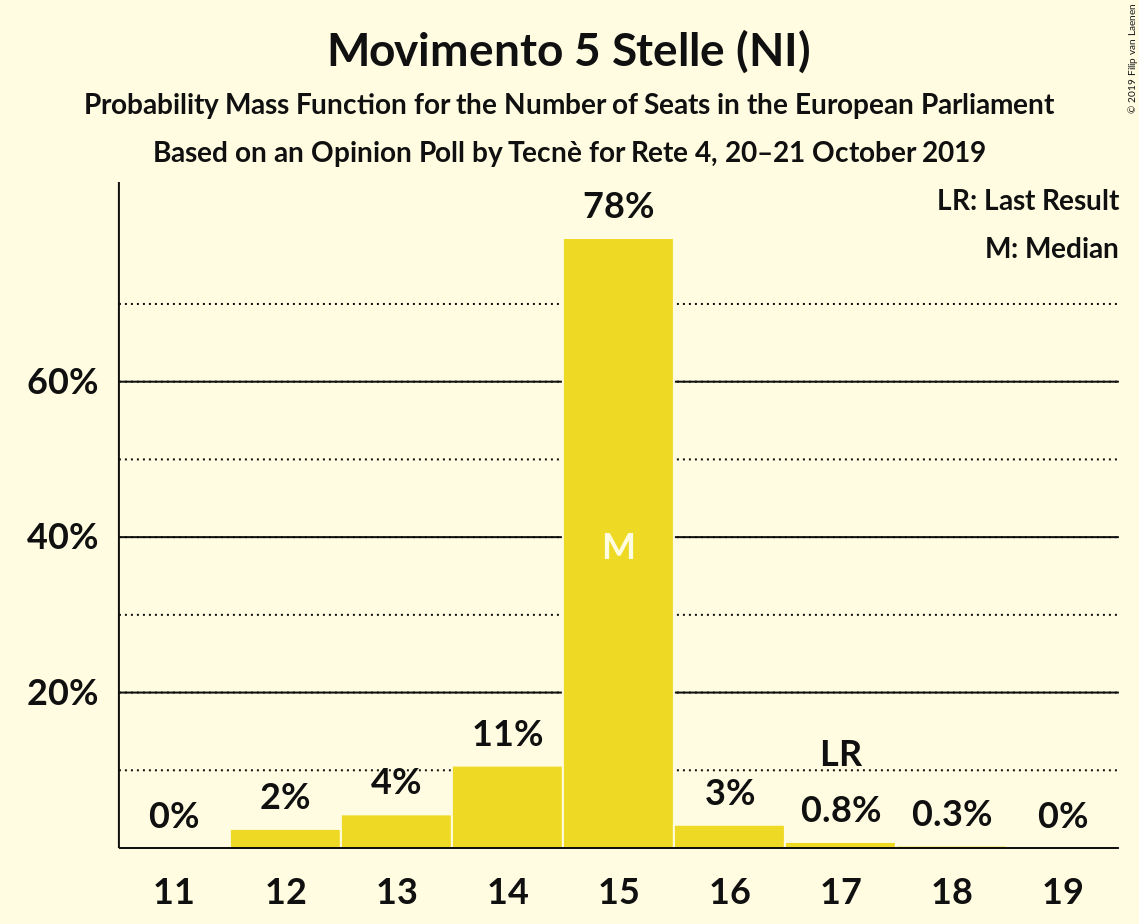 Movimento 5 Stelle (NI)
Probability Mass Function for the Number of Seats in the European Parliament
Based on an Opinion Poll by Tecnè for Rete 4, 20–21 October 2019
© 2019 Filip van Laenen
LR: Last Result
M: Median
78%
60%
40%
M
20%
11%
LR
0% 2% 4% 3% 0.8% 0.3% 0%
11 12 13 14 15 16 17 18 19